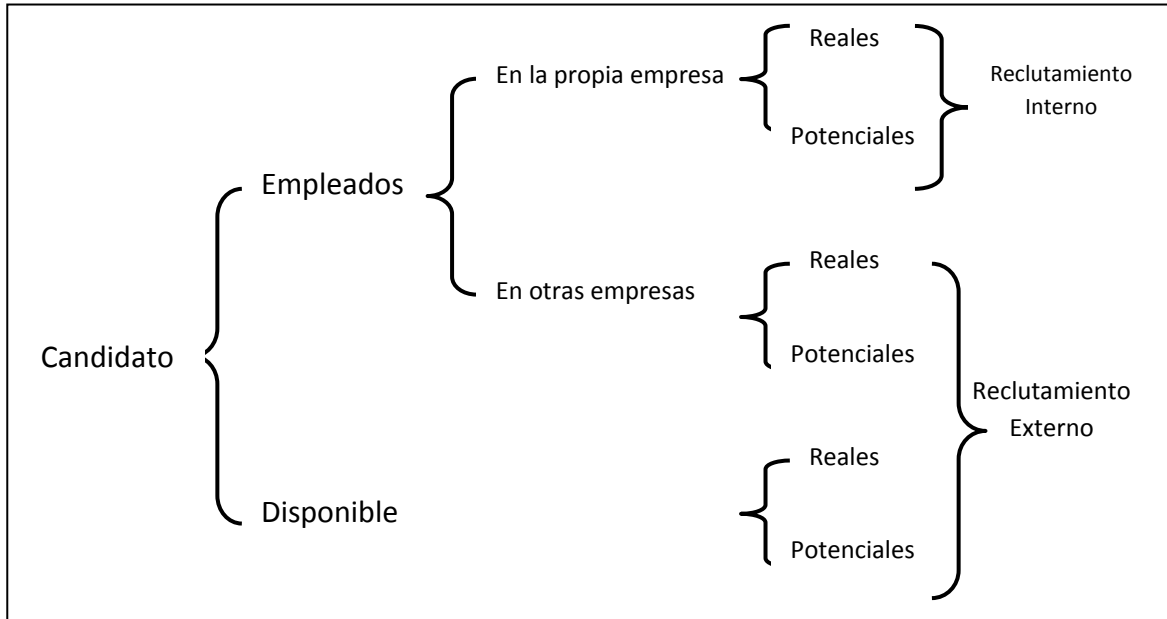 Reales
En la propia empresa
Reclutamiento
Interno
Potenciales
Empleados
Reales
En otras empresas
Potenciales
Candidato
Reclutamiento
Externo
Reales
Disponible
Potenciales